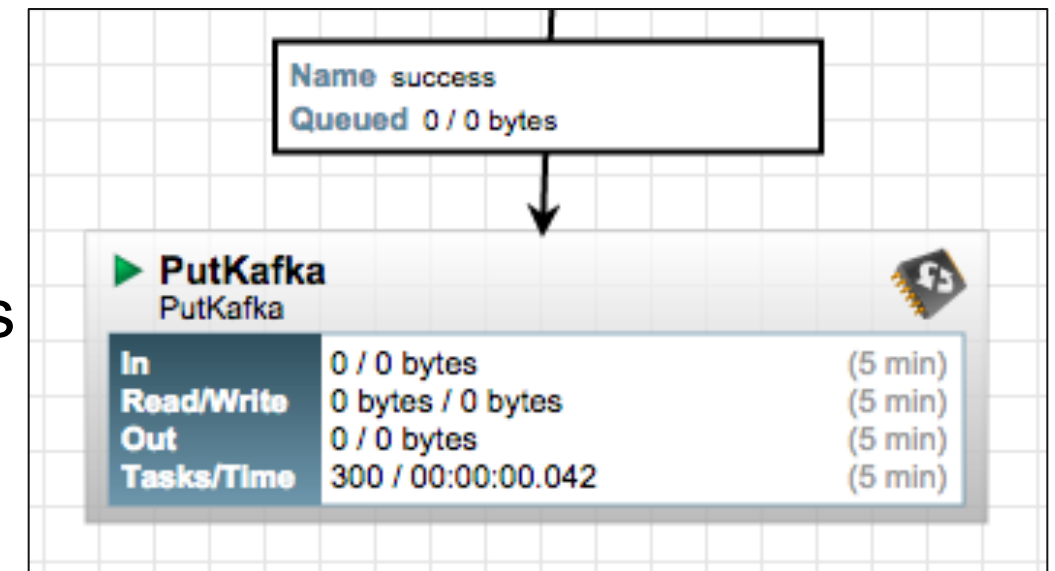 Name success
Queued 0 / 0 bytes
PutKafka
PutKafka
s
In 0 / 0 bytes (5 min)
Read/Write 0 bytes / 0 bytes (5 min)
Out 0 / 0 bytes (5 min)
Tasks/Time 300 / 00:00:00.042 (5 min)